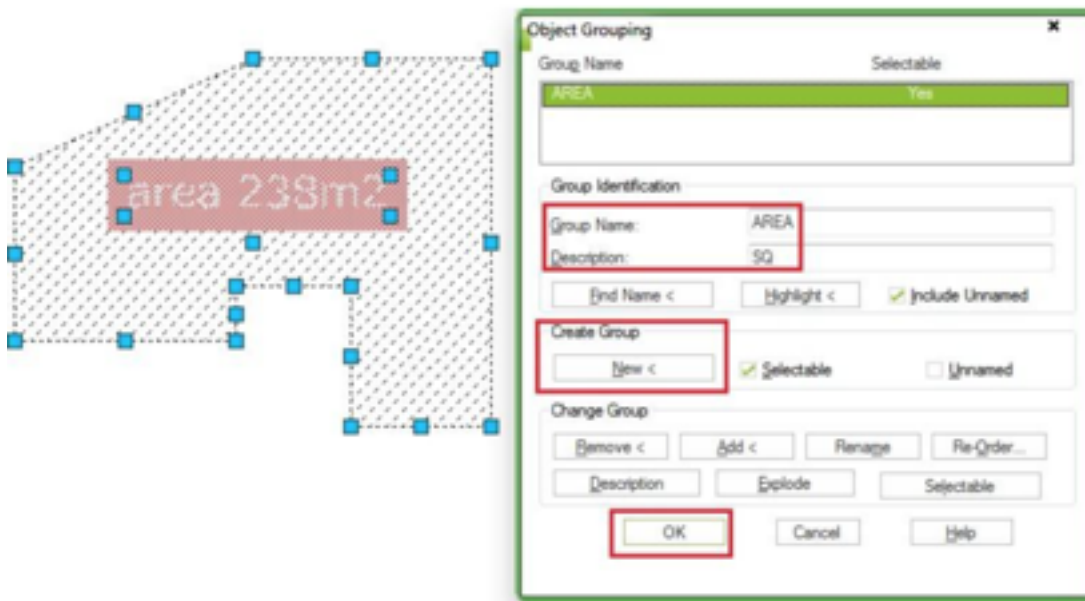 area 238m2
Object Grouping
Group Name Selectable
AREA Yes
Group Identification
Group Name: AREA
Description: SQ
Find Name < Highlight < Include Unnamed
Create Group
New < Selectable Unnamed
Change Group
Remove < Add < Rename Re-Order...
Description Explode Selectable
OK Cancel Help